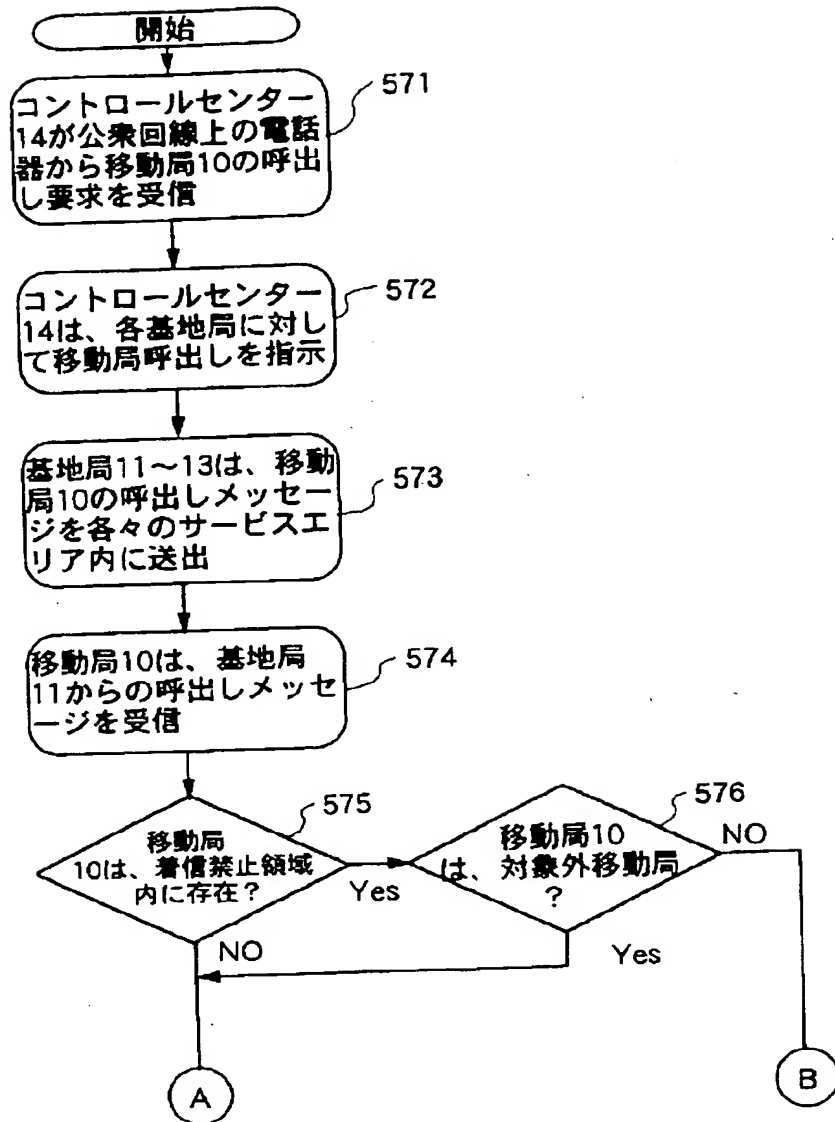 開始
571
コントロールセンター
14が公衆回線上の電話
器から移動局10の呼出
し要求を受信
572
コントロールセンター
14は、各基地局に対し
て移動局呼出しを指示
573
基地局11～13は、移動
局10の呼出しメッセー
ジを各々のサービスエ
リア内に送出
574
移動局10は、基地局
11からの呼出しメッセ
ージを受信
575
移動局
10は、着信禁止領域
内に存在？
Yes
NO
576
移動局10
は、対象外移動局
？
NO
Yes
A
B